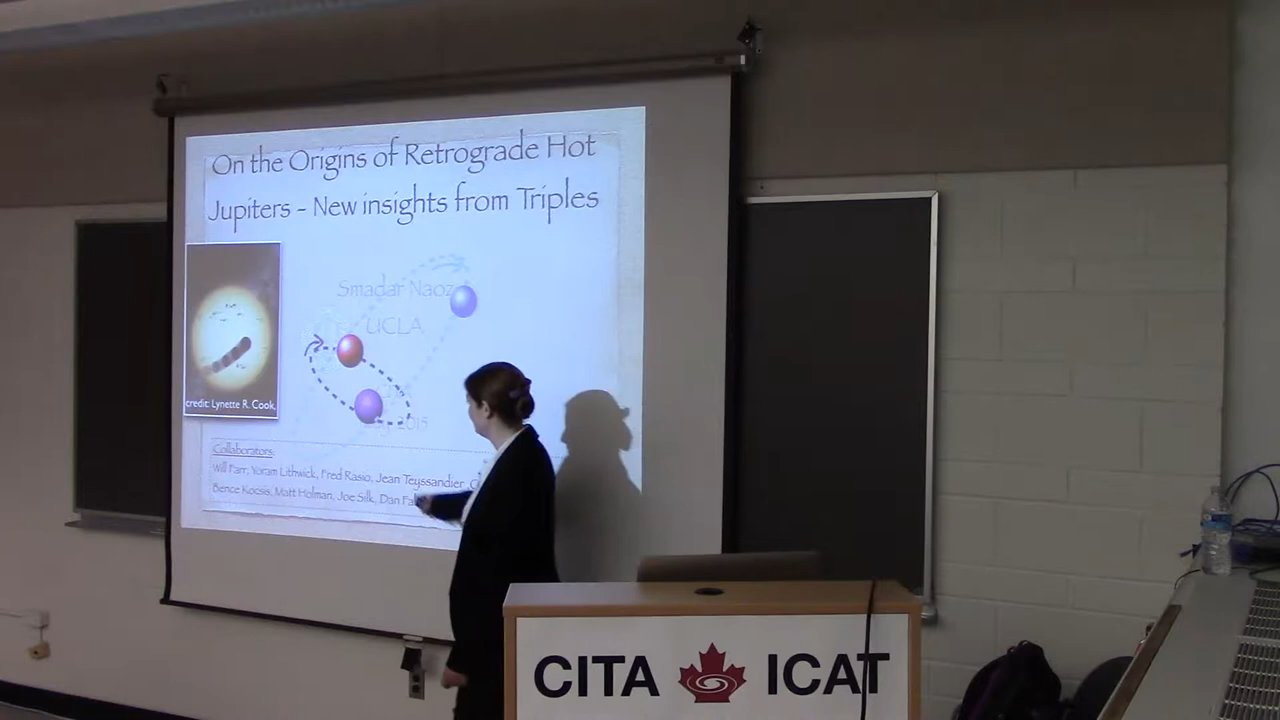 On the Origins of Retrograde Hot
Jupiters - New insights from Triples
Smadar Naoz
UCLA
2015
credit: Lynette R. Cook,
Collaborators:
Will Farr, Yoram Lithwick, Fred Rasio, Jean Teyssandier,
Bence Kocsis, Matt Holman, Joe Silk, Dan
CITA ICAT